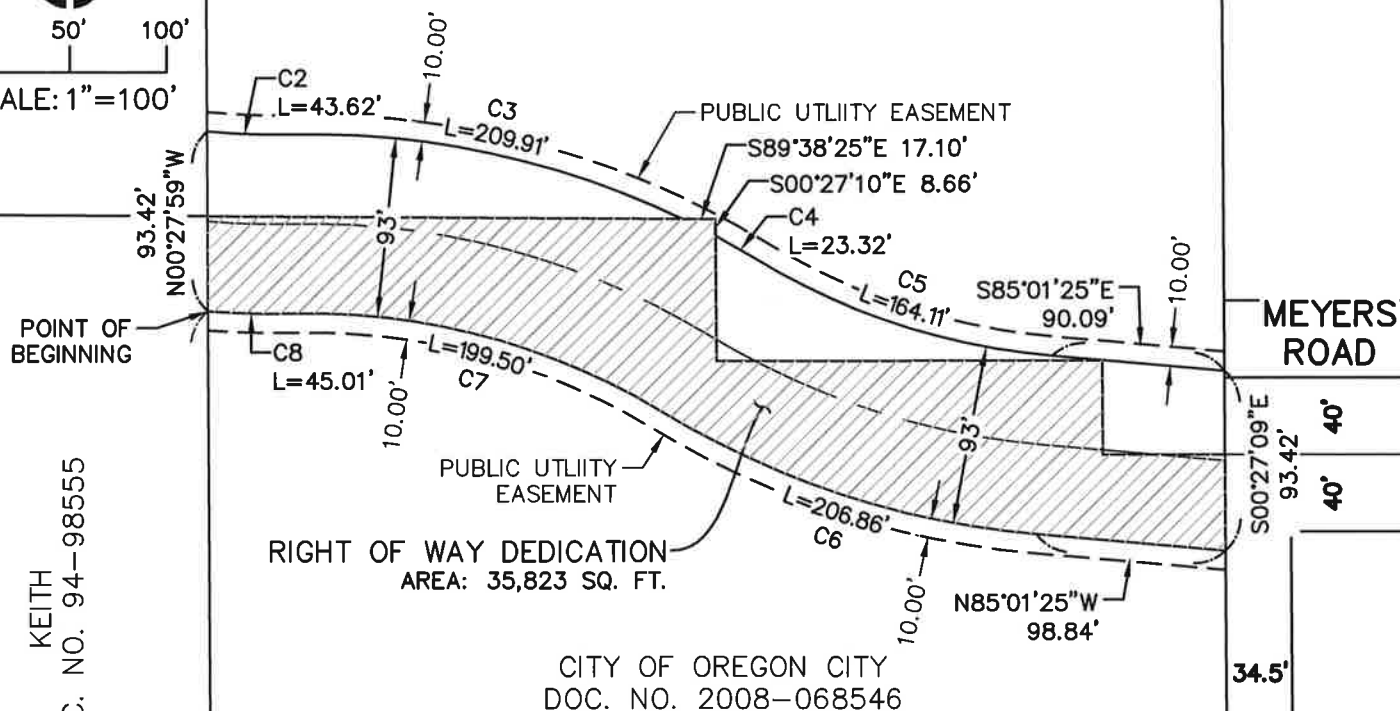 50' 100'
ALE: 1"=100'
C2
L=43.62'
10.00'
C3
L=209.91'
PUBLIC UTLIITY EASEMENT
S89°38'25"E 17.10'
S00°27'10"E 8.66'
C4
L=23.32'
C5
L=164.11'
S85°01'25"E
90.09'
10.00'
MEYERS
ROAD
93.42'
N00°27'59"W
93'
POINT OF
BEGINNING
C8
L=45.01'
L=199.50'
C7
10.00'
PUBLIC UTLIITY
EASEMENT
93'
S00°27'09"E
93.42'
40'
40'
L=206.86'
C6
RIGHT OF WAY DEDICATION
AREA: 35,823 SQ. FT.
10.00'
N85°01'25"W
98.84'
KEITH
C. NO. 94-98555
CITY OF OREGON CITY
DOC. NO. 2008-068546
34.5'